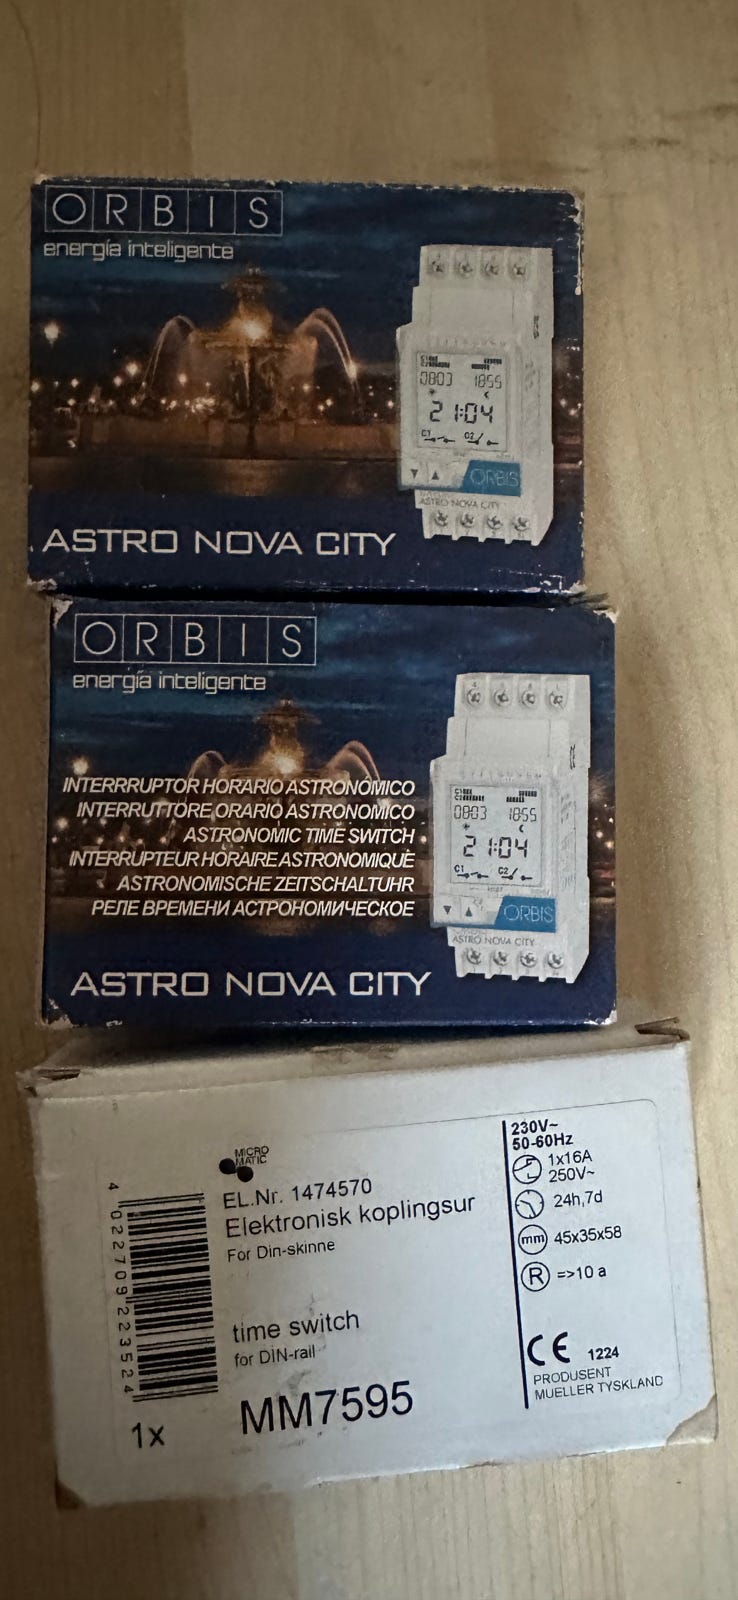 ORBIS
energía inteligente
0803 1855
21:04
C1 C2
ORBIS
ASTRO NOVA CITY
ASTRO NOVA CITY
ORBIS
energía inteligente
INTERRRUPTOR HORARIO ASTRONÓMICO
INTERRUTTORE ORARIO ASTRONOMICO
ASTRONOMIC TIME SWITCH
INTERRUPTEUR HORAIRE ASTRONOMIQUE
ASTRONOMISCHE ZEITSCHALTUHR
РЕЛЕ ВРЕМЕНИ АСТРОНОМИЧЕСКОЕ
0803 1855
21:04
C1 C2
ORBIS
ASTRO NOVA CITY
ASTRO NOVA CITY
MICRO
MATIC
EL.Nr. 1474570
Elektronisk koplingsur
For Din-skinne
time switch
for DIN-rail
MM7595
4 022709 223524
1x
230V~
50-60Hz
1x16A
250V~
24h,7d
mm 45x35x58
R =>10 a
CE 1224
PRODUSENT
MUELLER TYSKLAND